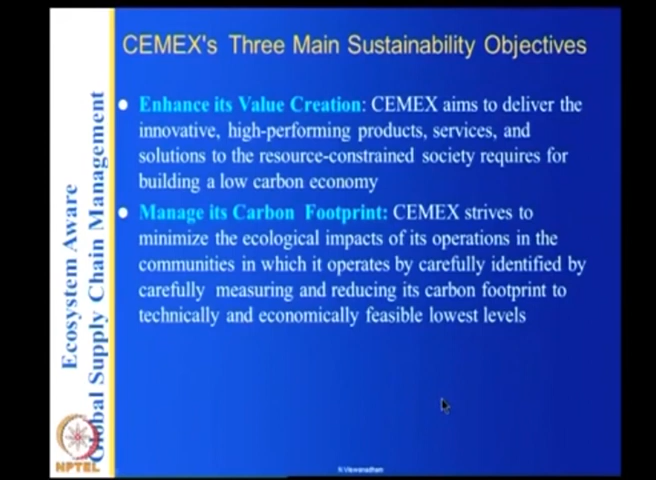 CEMEX's Three Main Sustainability Objectives
Enhance its Value Creation: CEMEX aims to deliver the
innovative, high-performing products, services, and
solutions to the resource-constrained society requires for
building a low carbon economy
Manage its Carbon Footprint: CEMEX strives to
minimize the ecological impacts of its operations in the
communities in which it operates by carefully identified by
carefully measuring and reducing its carbon footprint to
technically and economically feasible lowest levels
Ecosystem Aware
Global Supply Chain Management
NPTEL
N Viswanadham